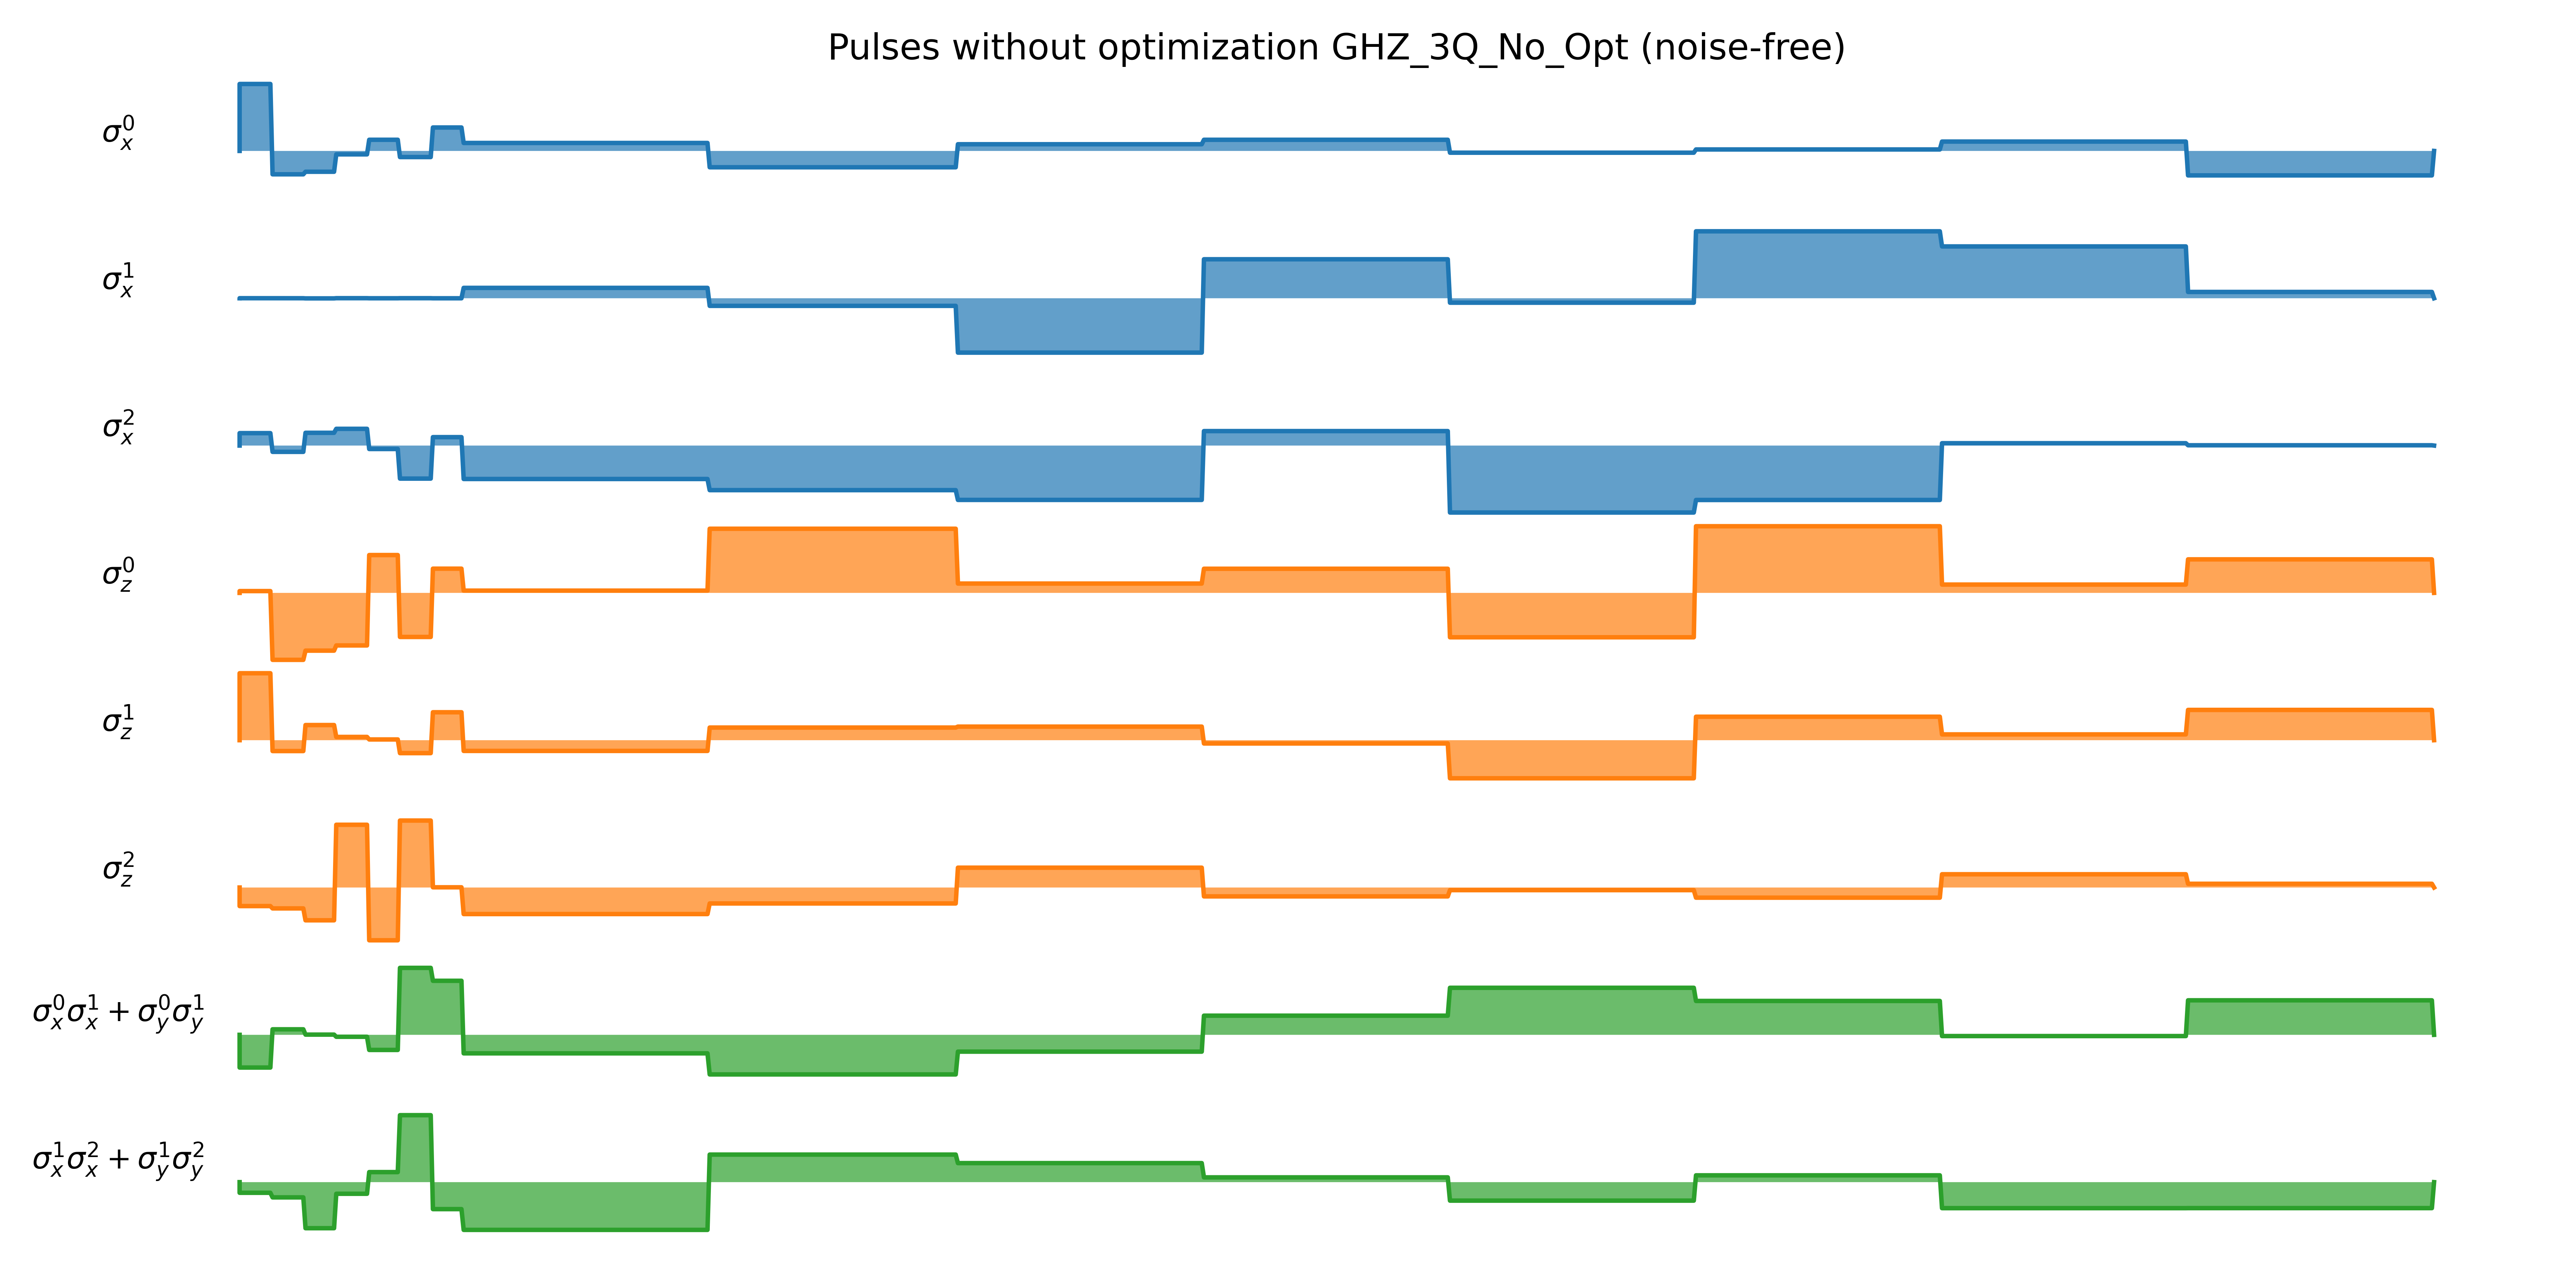 Pulses without optimization GHZ_3Q_No_Opt (noise-free)
σ_x^0
σ_x^1
σ_x^2
σ_z^0
σ_z^1
σ_z^2
σ_x^0σ_x^1 + σ_y^0σ_y^1
σ_x^1σ_x^2 + σ_y^1σ_y^2